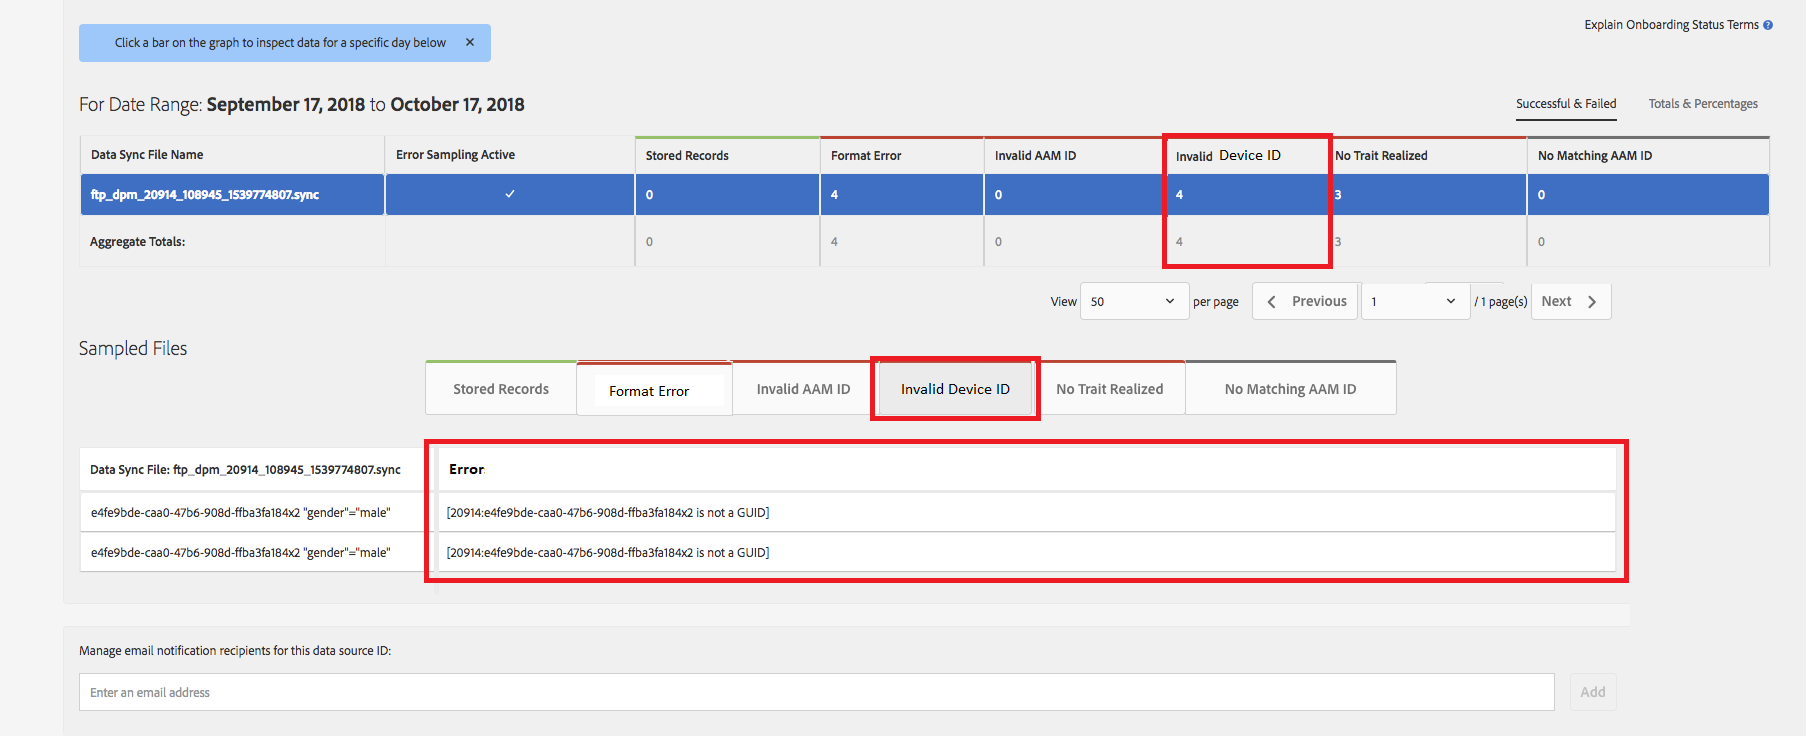 Explain Onboarding Status Terms ?
Click a bar on the graph to inspect data for a specific day below ×
For Date Range: September 17, 2018 to October 17, 2018
Successful & Failed Totals & Percentages
Data Sync File Name Error Sampling Active Stored Records Format Error Invalid AAM ID Invalid Device ID No Trait Realized No Matching AAM ID
ftp_dpm_20914_108945_1539774807.sync ✓ 0 4 0 4 3 0
Aggregate Totals: 0 4 0 4 3 0
View 50 per page Previous 1 / 1 page(s) Next
Sampled Files
Stored Records Format Error Invalid AAM ID Invalid Device ID No Trait Realized No Matching AAM ID
Data Sync File: ftp_dpm_20914_108945_1539774807.sync Error
e4fe9bde-caa0-47b6-908d-ffba3fa184x2 "gender"="male" [20914:e4fe9bde-caa0-47b6-908d-ffba3fa184x2 is not a GUID]
e4fe9bde-caa0-47b6-908d-ffba3fa184x2 "gender"="male" [20914:e4fe9bde-caa0-47b6-908d-ffba3fa184x2 is not a GUID]
Manage email notification recipients for this data source ID:
Enter an email address Add